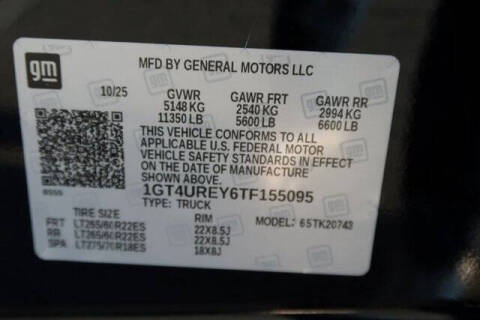 gm
MFD BY GENERAL MOTORS LLC
10/25 GVWR GAWR FRT GAWR RR
5148 KG 2540 KG 2994 KG
11350 LB 5600 LB 6600 LB
THIS VEHICLE CONFORMS TO ALL
APPLICABLE U.S. FEDERAL MOTOR
VEHICLE SAFETY STANDARDS IN EFFECT
ON THE DATE OF MANUFACTURE
SHOWN ABOVE.
1GT4UREY6TF155095
TYPE: TRUCK
MODEL: 65TK20743
TIRE SIZE RIM
FRT LT265/60R22ES 22X8.5J
RR LT265/60R22ES 22X8.5J
SPA LT275/70R18ES 18X8J